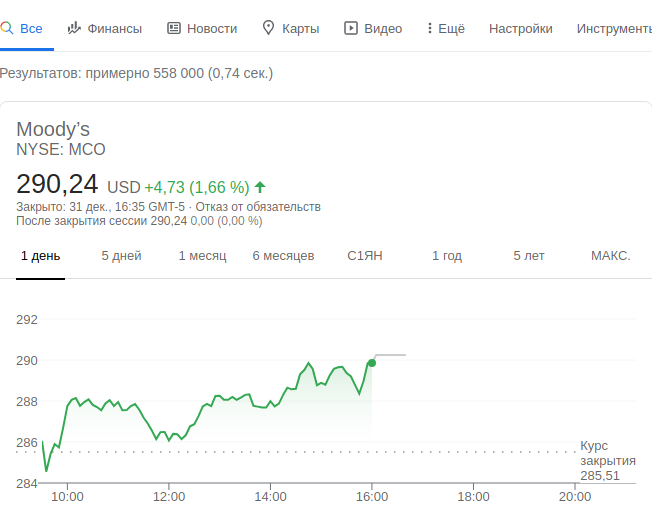 Все Финансы Новости Карты Видео Ещё Настройки Инструменты
Результатов: примерно 558 000 (0,74 сек.)
Moody’s
NYSE: MCO
290,24 USD +4,73 (1,66 %)
Закрыто: 31 дек., 16:35 GMT-5 · Отказ от обязательств
После закрытия сессии 290,24 0,00 (0,00 %)
1 день 5 дней 1 месяц 6 месяцев С1ЯН 1 год 5 лет МАКС.
292
290
288
286
Курс
закрытия
285,51
284
10:00 12:00 14:00 16:00 18:00 20:00